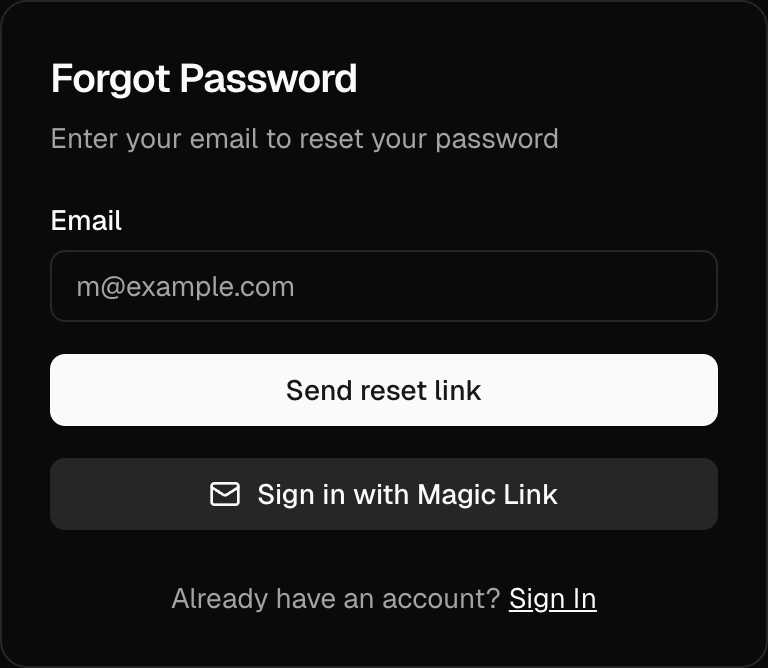 Forgot Password
Enter your email to reset your password
Email
m@example.com
Send reset link
Sign in with Magic Link
Already have an account? Sign In